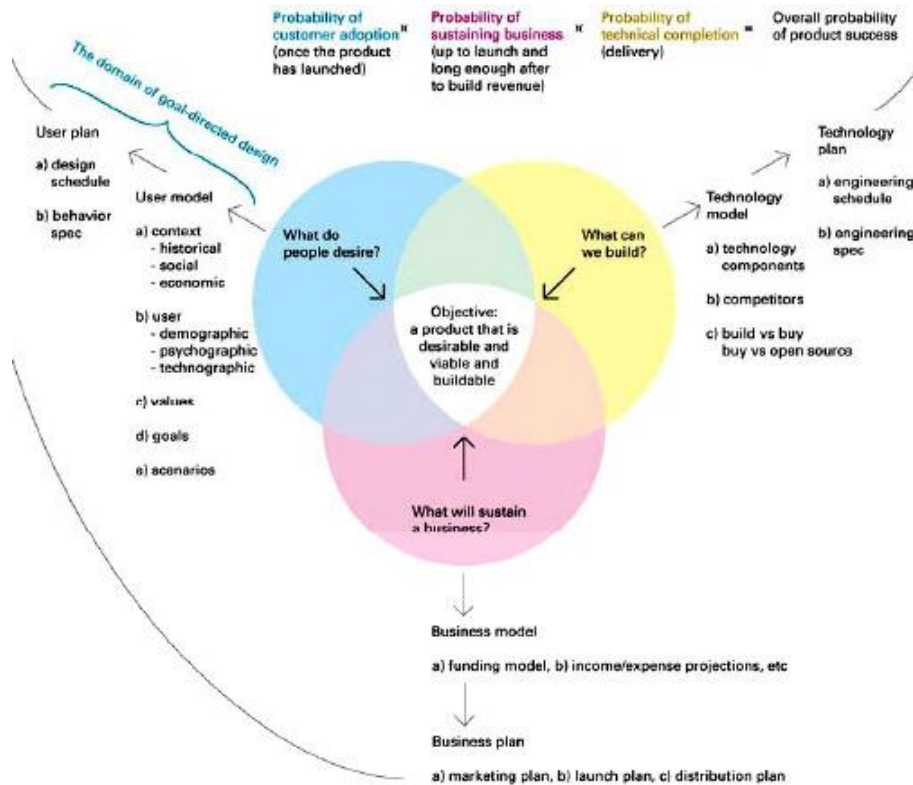 Probability of
customer adoption ×
(once the product
has launched)
Probability of
sustaining business ×
(up to launch and
long enough after
to build revenue)
Probability of
technical completion =
(delivery)
Overall probability
of product success
The domain of goal-directed design
User plan
a) design
schedule
b) behavior
spec
User model
a) context
- historical
- social
- economic
b) user
- demographic
- psychographic
- technographic
c) values
d) goals
e) scenarios
What do
people desire?
What can
we build?
Objective:
a product that is
desirable and
viable and
buildable
What will sustain
a business?
Technology
model
a) technology
components
b) competitors
c) build vs buy
buy vs open source
Technology
plan
a) engineering
schedule
b) engineering
spec
Business model
a) funding model, b) income/expense projections, etc
Business plan
a) marketing plan, b) launch plan, c) distribution plan